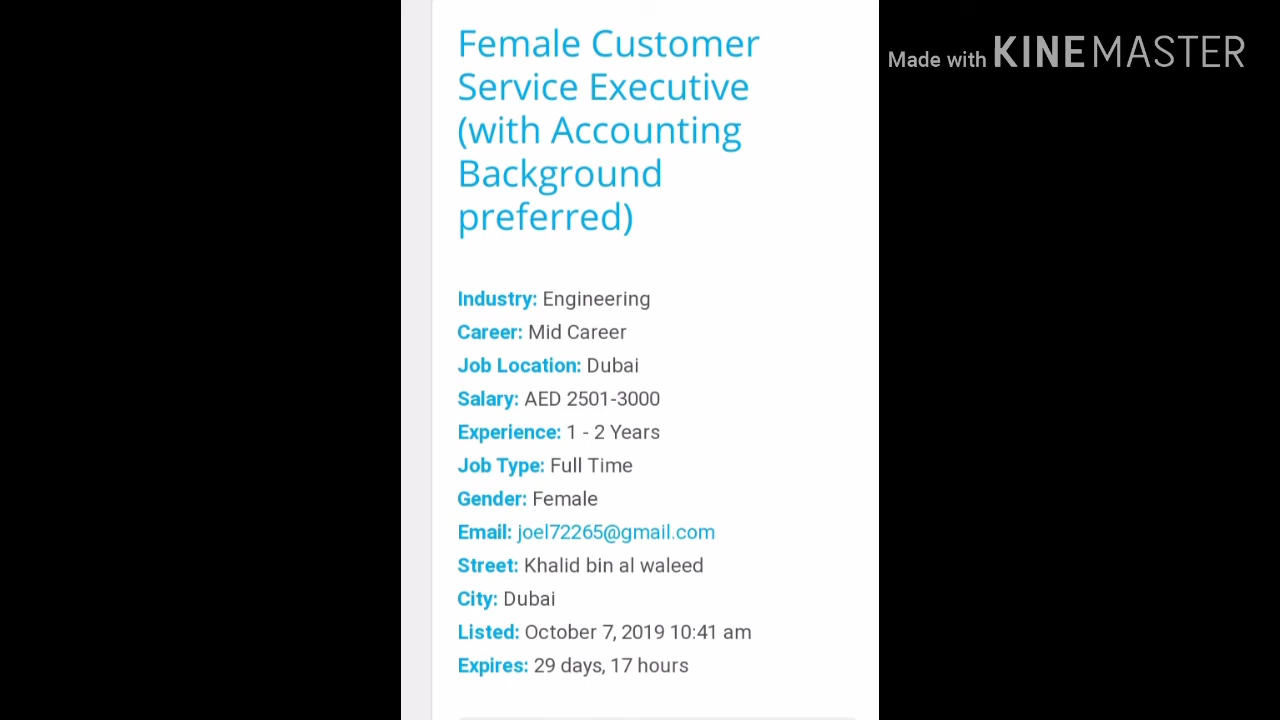 Female Customer
Service Executive
(with Accounting
Background
preferred)
Industry: Engineering
Career: Mid Career
Job Location: Dubai
Salary: AED 2501-3000
Experience: 1 - 2 Years
Job Type: Full Time
Gender: Female
Email: joel72265@gmail.com
Street: Khalid bin al waleed
City: Dubai
Listed: October 7, 2019 10:41 am
Expires: 29 days, 17 hours
Made with KINEMASTER